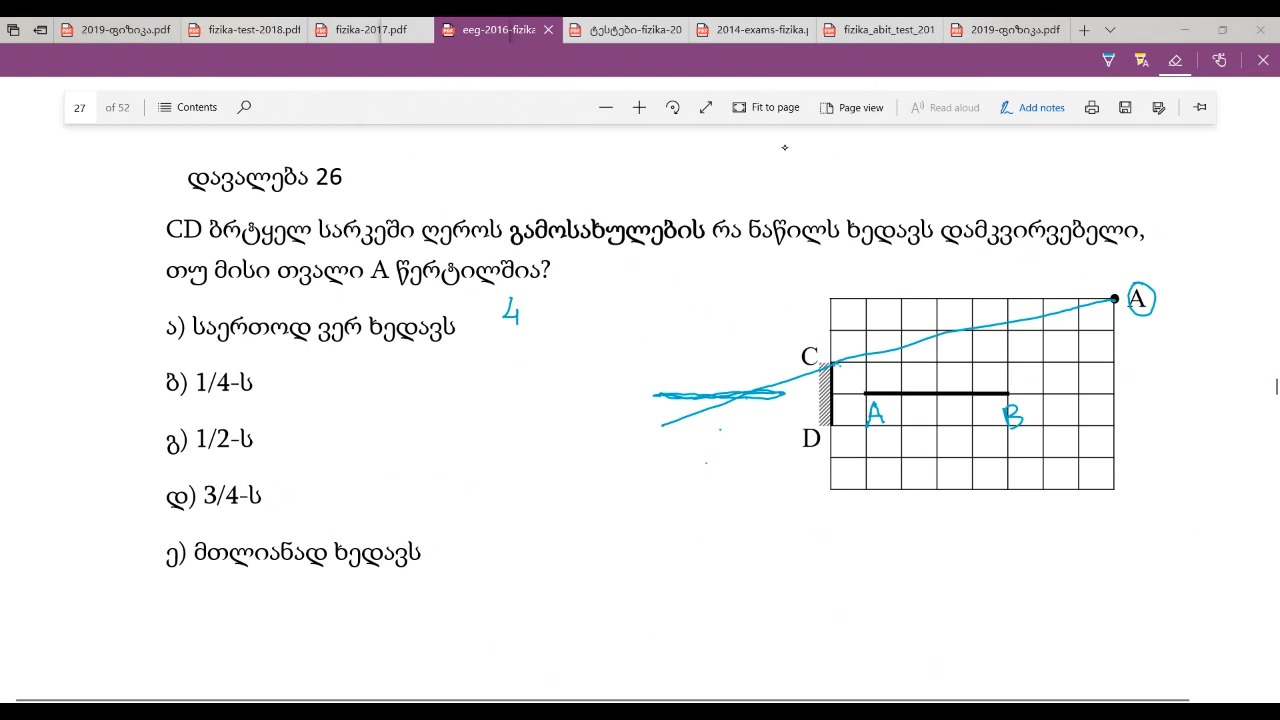 2019-ფიზიკა.pdf fizika-test-2018.pdf fizika-2017.pdf eeg-2016-fizika ტესტები-ფიზიკა-20 2014-exams-fizika.p fizika_abit_test_201 2019-ფიზიკა.pdf
27 of 52 Contents Fit to page Page view Read aloud Add notes
დავალება 26
CD ბრტყელ სარკეში ღეროს გამოსახულების რა ნაწილს ხედავს დამკვირვებელი,
თუ მისი თვალი A წერტილშია?
4
A
ა) საერთოდ ვერ ხედავს
C
ბ) 1/4-ს
A B
გ) 1/2-ს
D
დ) 3/4-ს
ე) მთლიანად ხედავს